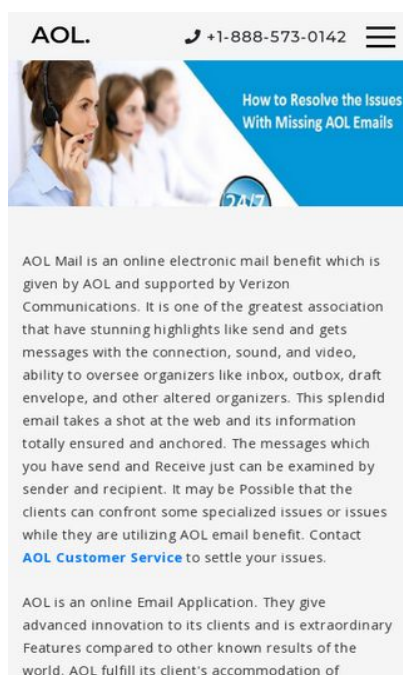 AOL.
+1-888-573-0142
How to Resolve the Issues
With Missing AOL Emails
24/7
AOL Mail is an online electronic mail benefit which is
given by AOL and supported by Verizon
Communications. It is one of the greatest association
that have stunning highlights like send and gets
messages with the connection, sound, and video,
ability to oversee organizers like inbox, outbox, draft
envelope, and other altered organizers. This splendid
email takes a shot at the web and its information
totally ensured and anchored. The messages which
you have send and Receive just can be examined by
sender and recipient. It may be Possible that the
clients can confront some specialized issues or issues
while they are utilizing AOL email benefit. Contact
AOL Customer Service to settle your issues.
AOL is an online Email Application. They give
advanced innovation to its clients and is extraordinary
Features compared to other known results of the
world. AOL fulfill its client's accommodation of